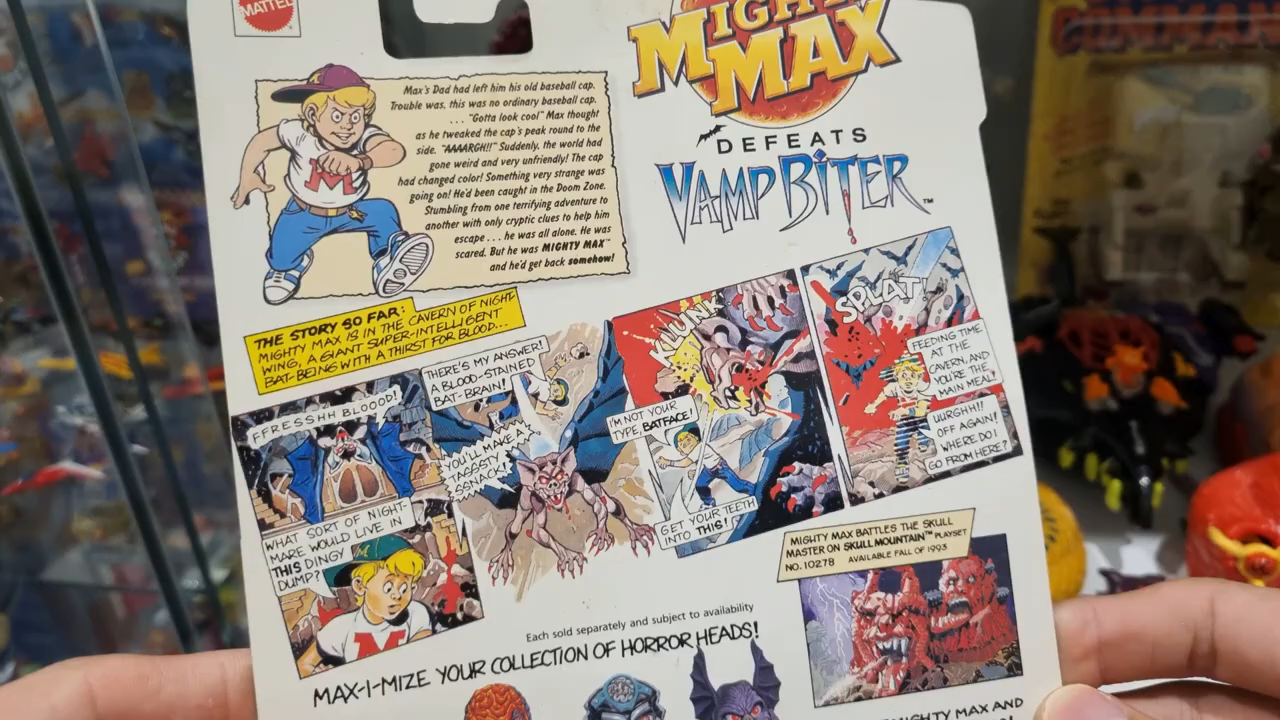 MATTEL
MIGHTY
MAX
DEFEATS
VAMPBITER™
Max's Dad had left him his old baseball cap.
Trouble was, this was no ordinary baseball cap.
... "Gotta look cool" Max thought
as he tweaked the cap's peak round to the
side. "AAAARGH!!" Suddenly, the world had
gone weird and very unfriendly! The cap
had changed color! Something very strange was
going on! He'd been caught in the Doom Zone.
Stumbling from one terrifying adventure to
another with only cryptic clues to help him
escape ... he was all alone. He was
scared. But he was MIGHTY MAX™
and he'd get back somehow!
M
THE STORY SO FAR:
MIGHTY MAX IS IN THE CAVERN OF NIGHT-
WING, A GIANT SUPER-INTELLIGENT
BAT-BEING WITH A THIRST FOR BLOOD...
FFRESSHH BLOOOD!
WHAT SORT OF NIGHT-
MARE WOULD LIVE IN
THIS DINGY
DUMP?
M
THERE'S MY ANSWER!
A BLOOD-STAINED
BAT-BRAIN!
YOU'LL MAKE A
TASSSTY
SSNACK!
KLUNK
I'M NOT YOUR
TYPE, BATFACE!
GET YOUR TEETH
INTO THIS!
SPLAT!
FEEDING TIME
AT THE
CAVERN, AND
YOU'RE THE
MAIN MEAL!
UURGHH!!
OFF AGAIN!
WHERE DO I
GO FROM HERE?
MIGHTY MAX BATTLES THE SKULL
MASTER ON SKULL MOUNTAIN™ PLAYSET
NO. 10278 AVAILABLE FALL OF 1993
Each sold separately and subject to availability
MAX-I-MIZE YOUR COLLECTION OF HORROR HEADS!
MIGHTY MAX AND